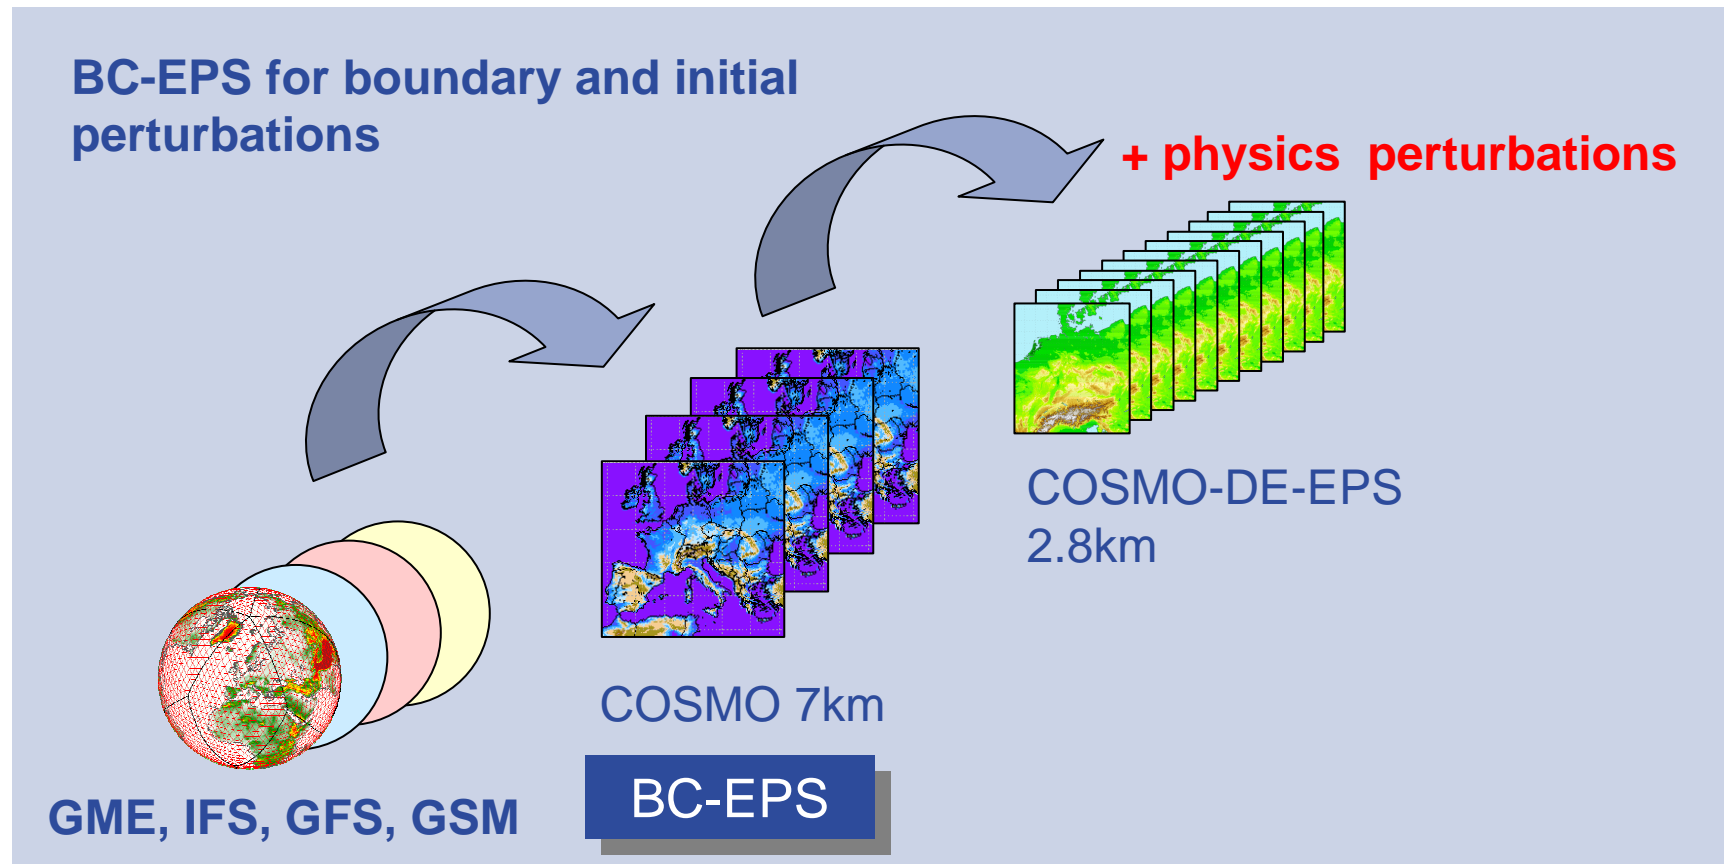 BC-EPS for boundary and initial
perturbations
+ physics perturbations
COSMO-DE-EPS
2.8km
COSMO 7km
BC-EPS
GME, IFS, GFS, GSM